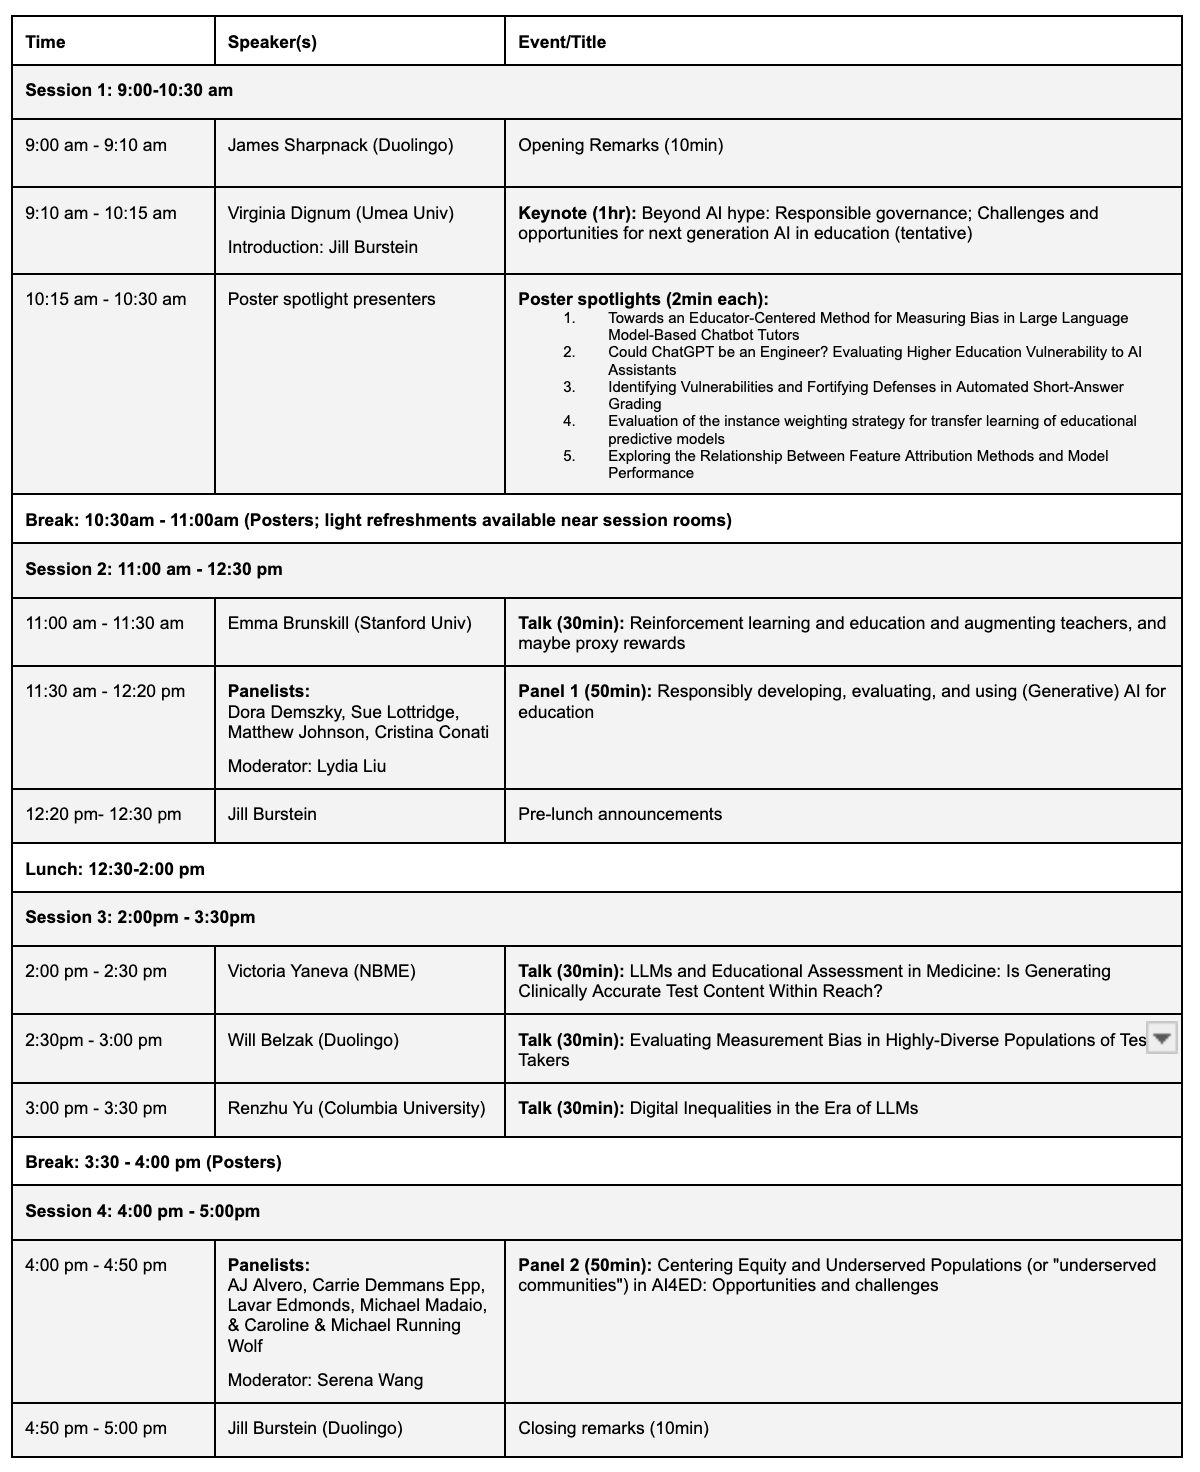 Time Speaker(s) Event/Title
Session 1: 9:00-10:30 am
9:00 am - 9:10 am James Sharpnack (Duolingo) Opening Remarks (10min)
9:10 am - 10:15 am Virginia Dignum (Umea Univ)
Introduction: Jill Burstein
Keynote (1hr): Beyond AI hype: Responsible governance; Challenges and
opportunities for next generation AI in education (tentative)
10:15 am - 10:30 am Poster spotlight presenters Poster spotlights (2min each):
1. Towards an Educator-Centered Method for Measuring Bias in Large Language
Model-Based Chatbot Tutors
2. Could ChatGPT be an Engineer? Evaluating Higher Education Vulnerability to AI
Assistants
3. Identifying Vulnerabilities and Fortifying Defenses in Automated Short-Answer
Grading
4. Evaluation of the instance weighting strategy for transfer learning of educational
predictive models
5. Exploring the Relationship Between Feature Attribution Methods and Model
Performance
Break: 10:30am - 11:00am (Posters; light refreshments available near session rooms)
Session 2: 11:00 am - 12:30 pm
11:00 am - 11:30 am Emma Brunskill (Stanford Univ) Talk (30min): Reinforcement learning and education and augmenting teachers, and
maybe proxy rewards
11:30 am - 12:20 pm Panelists:
Dora Demszky, Sue Lottridge,
Matthew Johnson, Cristina Conati
Moderator: Lydia Liu
Panel 1 (50min): Responsibly developing, evaluating, and using (Generative) AI for
education
12:20 pm- 12:30 pm Jill Burstein Pre-lunch announcements
Lunch: 12:30-2:00 pm
Session 3: 2:00pm - 3:30pm
2:00 pm - 2:30 pm Victoria Yaneva (NBME) Talk (30min): LLMs and Educational Assessment in Medicine: Is Generating
Clinically Accurate Test Content Within Reach?
2:30pm - 3:00 pm Will Belzak (Duolingo) Talk (30min): Evaluating Measurement Bias in Highly-Diverse Populations of Tes
Takers
3:00 pm - 3:30 pm Renzhu Yu (Columbia University) Talk (30min): Digital Inequalities in the Era of LLMs
Break: 3:30 - 4:00 pm (Posters)
Session 4: 4:00 pm - 5:00pm
4:00 pm - 4:50 pm Panelists:
AJ Alvero, Carrie Demmans Epp,
Lavar Edmonds, Michael Madaio,
& Caroline & Michael Running
Wolf
Moderator: Serena Wang
Panel 2 (50min): Centering Equity and Underserved Populations (or "underserved
communities") in AI4ED: Opportunities and challenges
4:50 pm - 5:00 pm Jill Burstein (Duolingo) Closing remarks (10min)